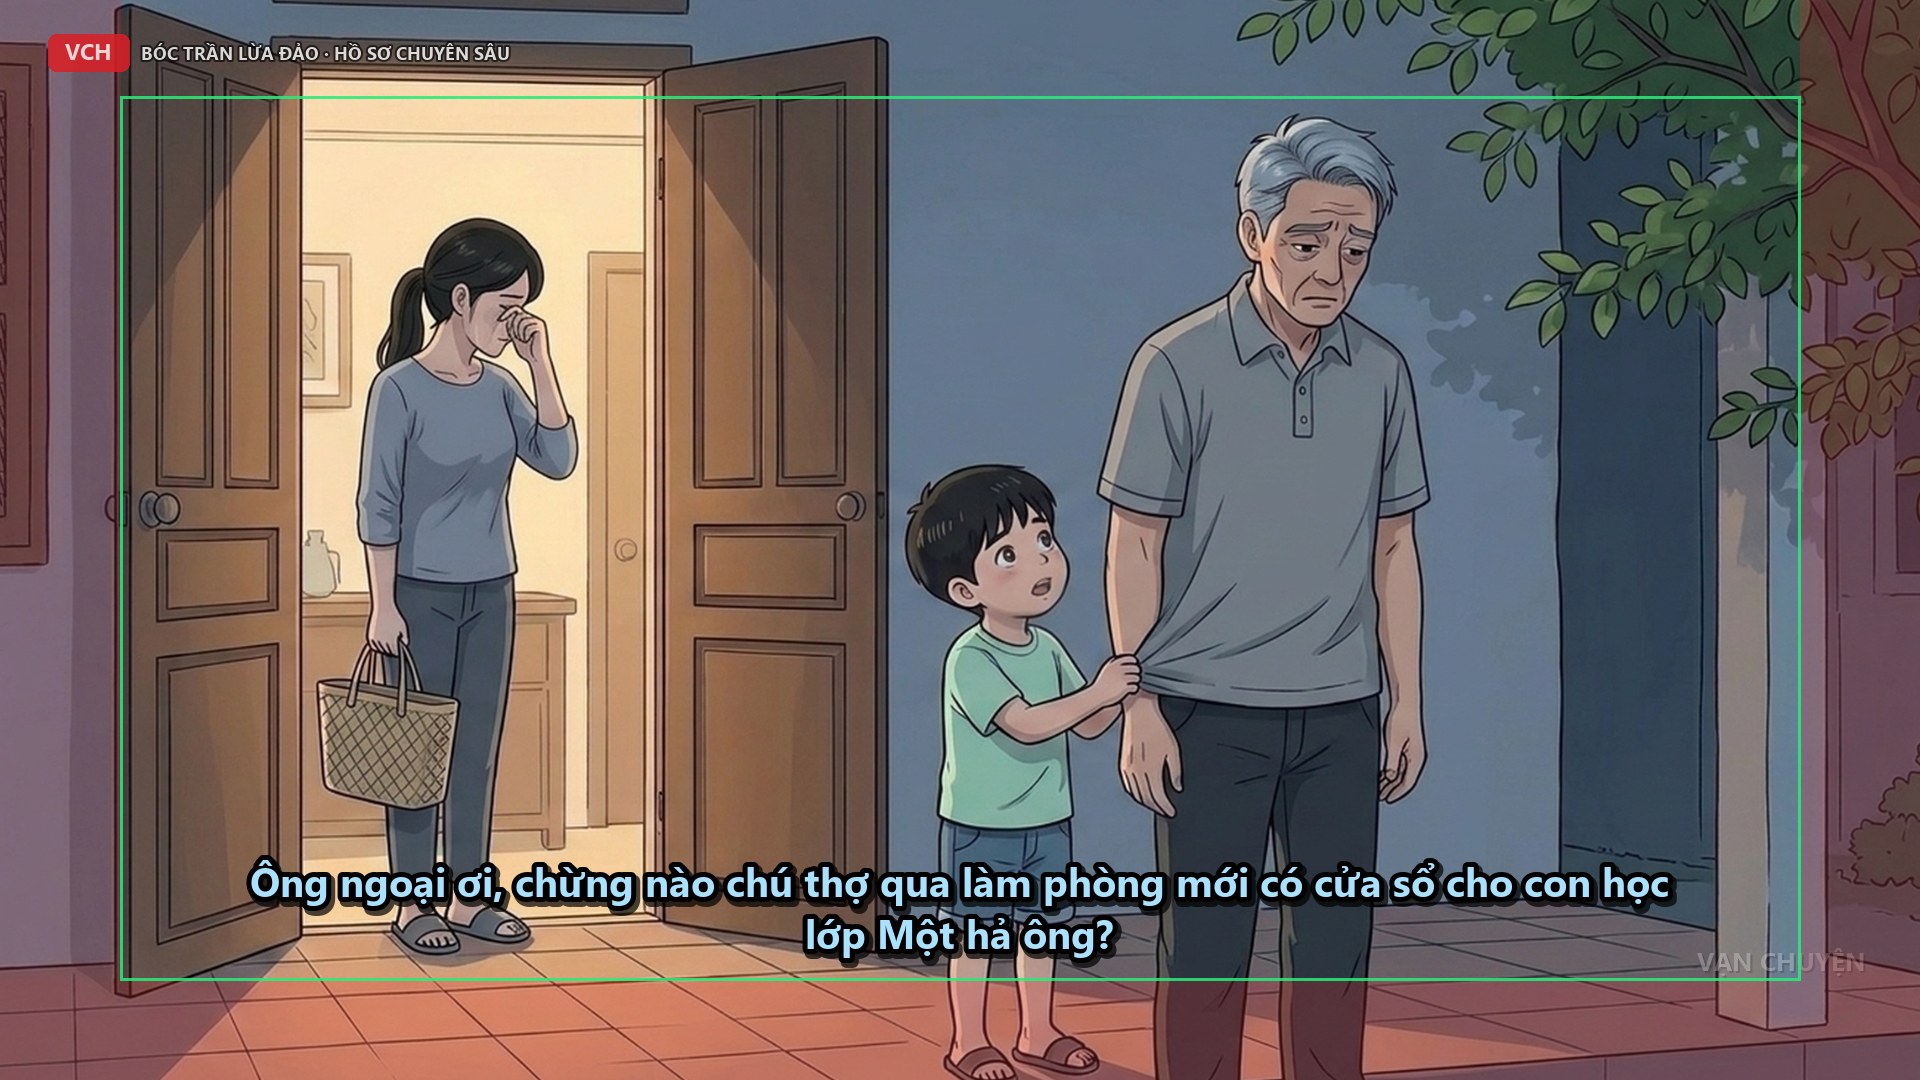 VCH BÓC TRẦN LỪA ĐẢO · HỒ SƠ CHUYÊN SÂU
Ông ngoại ơi, chừng nào chú thợ qua làm phòng mới có cửa sổ cho con học
lớp Một hả ông?
VẠN CHUYỆN